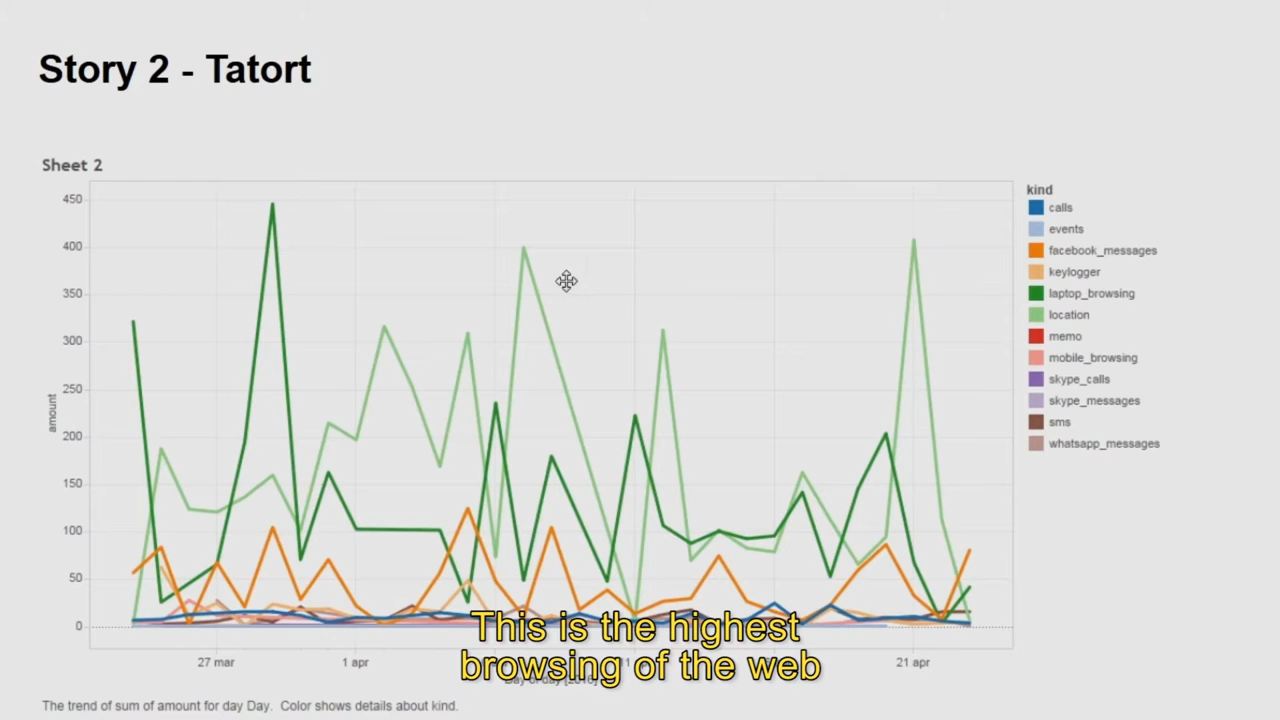 Story 2 - Tatort
Sheet 2
450
400
350
300
250
200
150
100
50
0
amount
27 mar
1 apr
21 apr
kind
calls
events
facebook_messages
keylogger
laptop_browsing
location
memo
mobile_browsing
skype_calls
skype_messages
sms
whatsapp_messages
This is the highest
browsing of the web
The trend of sum of amount for day Day. Color shows details about kind.